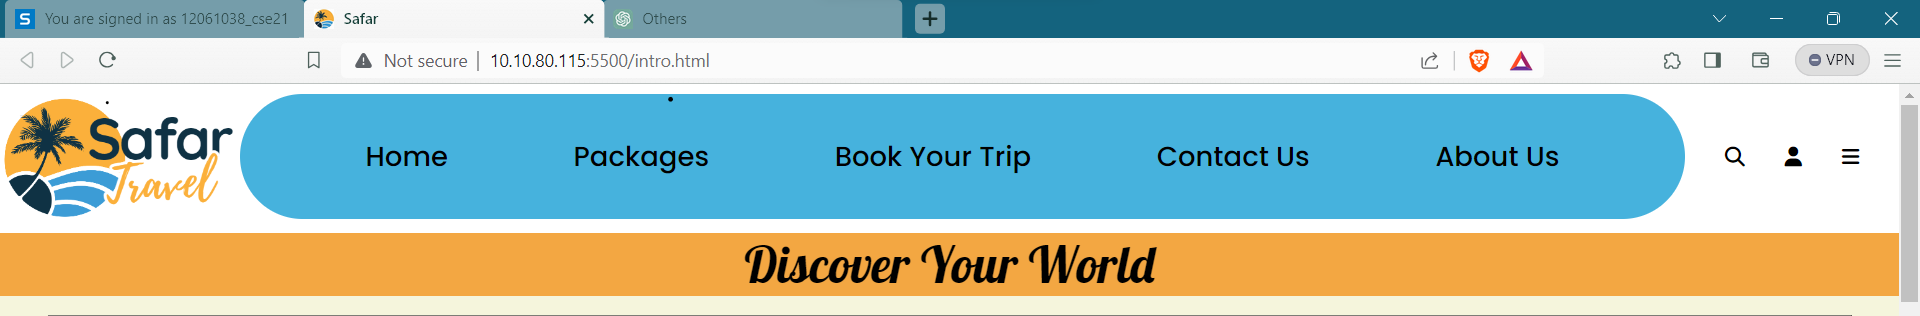 You are signed in as 12061038_cse21
Safar
Others
Not secure
10.10.80.115:5500/intro.html
VPN
Safar
Travel
Home
Packages
Book Your Trip
Contact Us
About Us
Discover Your World